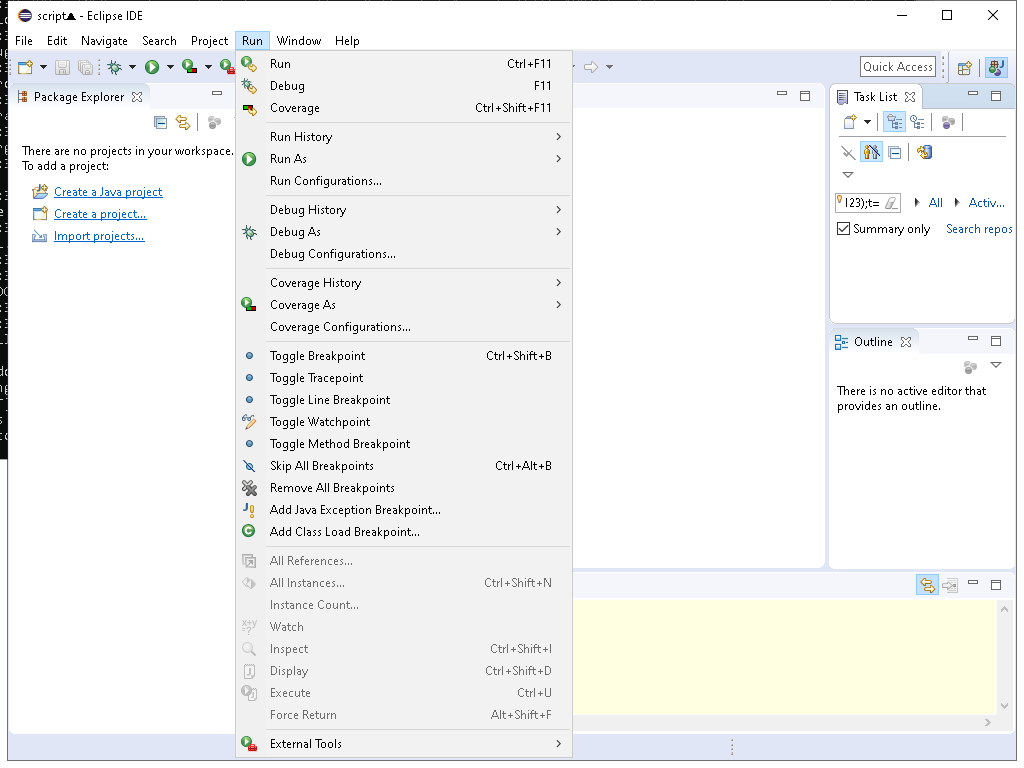 script▲ - Eclipse IDE
File Edit Navigate Search Project Run Window Help
Quick Access
Package Explorer
There are no projects in your workspace.
To add a project:
Create a Java project
Create a project...
Import projects...
Run Ctrl+F11
Debug F11
Coverage Ctrl+Shift+F11
Run History
Run As
Run Configurations...
Debug History
Debug As
Debug Configurations...
Coverage History
Coverage As
Coverage Configurations...
Toggle Breakpoint Ctrl+Shift+B
Toggle Tracepoint
Toggle Line Breakpoint
Toggle Watchpoint
Toggle Method Breakpoint
Skip All Breakpoints Ctrl+Alt+B
Remove All Breakpoints
Add Java Exception Breakpoint...
Add Class Load Breakpoint...
All References...
All Instances... Ctrl+Shift+N
Instance Count...
Watch
Inspect Ctrl+Shift+I
Display Ctrl+Shift+D
Execute Ctrl+U
Force Return Alt+Shift+F
External Tools
Task List
123);t= All Activ...
Summary only Search repos
Outline
There is no active editor that
provides an outline.